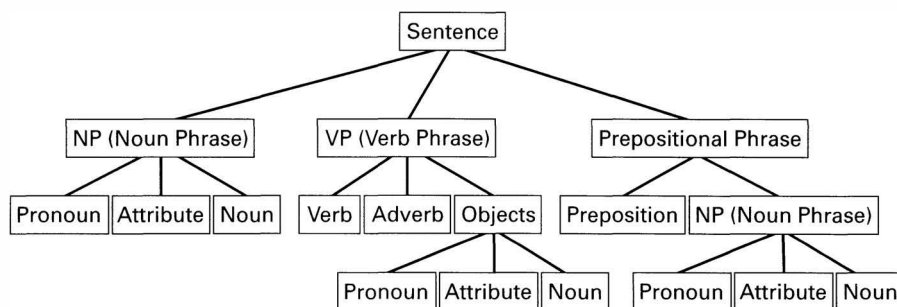 Sentence
NP (Noun Phrase) VP (Verb Phrase) Prepositional Phrase
Pronoun Attribute Noun Verb Adverb Objects Preposition NP (Noun Phrase)
Pronoun Attribute Noun Pronoun Attribute Noun